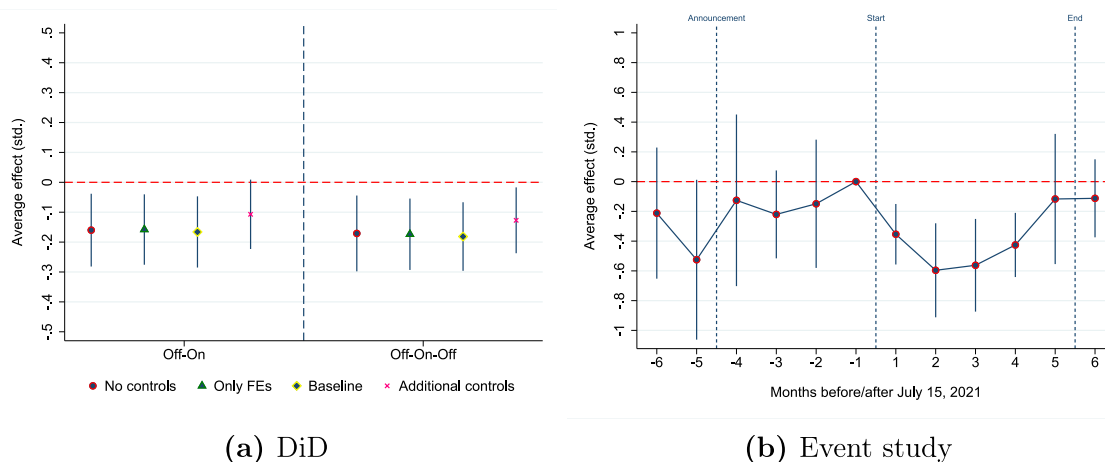 Average effect (std.)
.5
.4
.3
.2
.1
0
-.1
-.2
-.3
-.4
-.5
Off-On Off-On-Off
No controls Only FEs Baseline Additional controls
(a) DiD
Announcement Start End
Average effect (std.)
1
.8
.6
.4
.2
0
-.2
-.4
-.6
-.8
-1
-6 -5 -4 -3 -2 -1 1 2 3 4 5 6
Months before/after July 15, 2021
(b) Event study